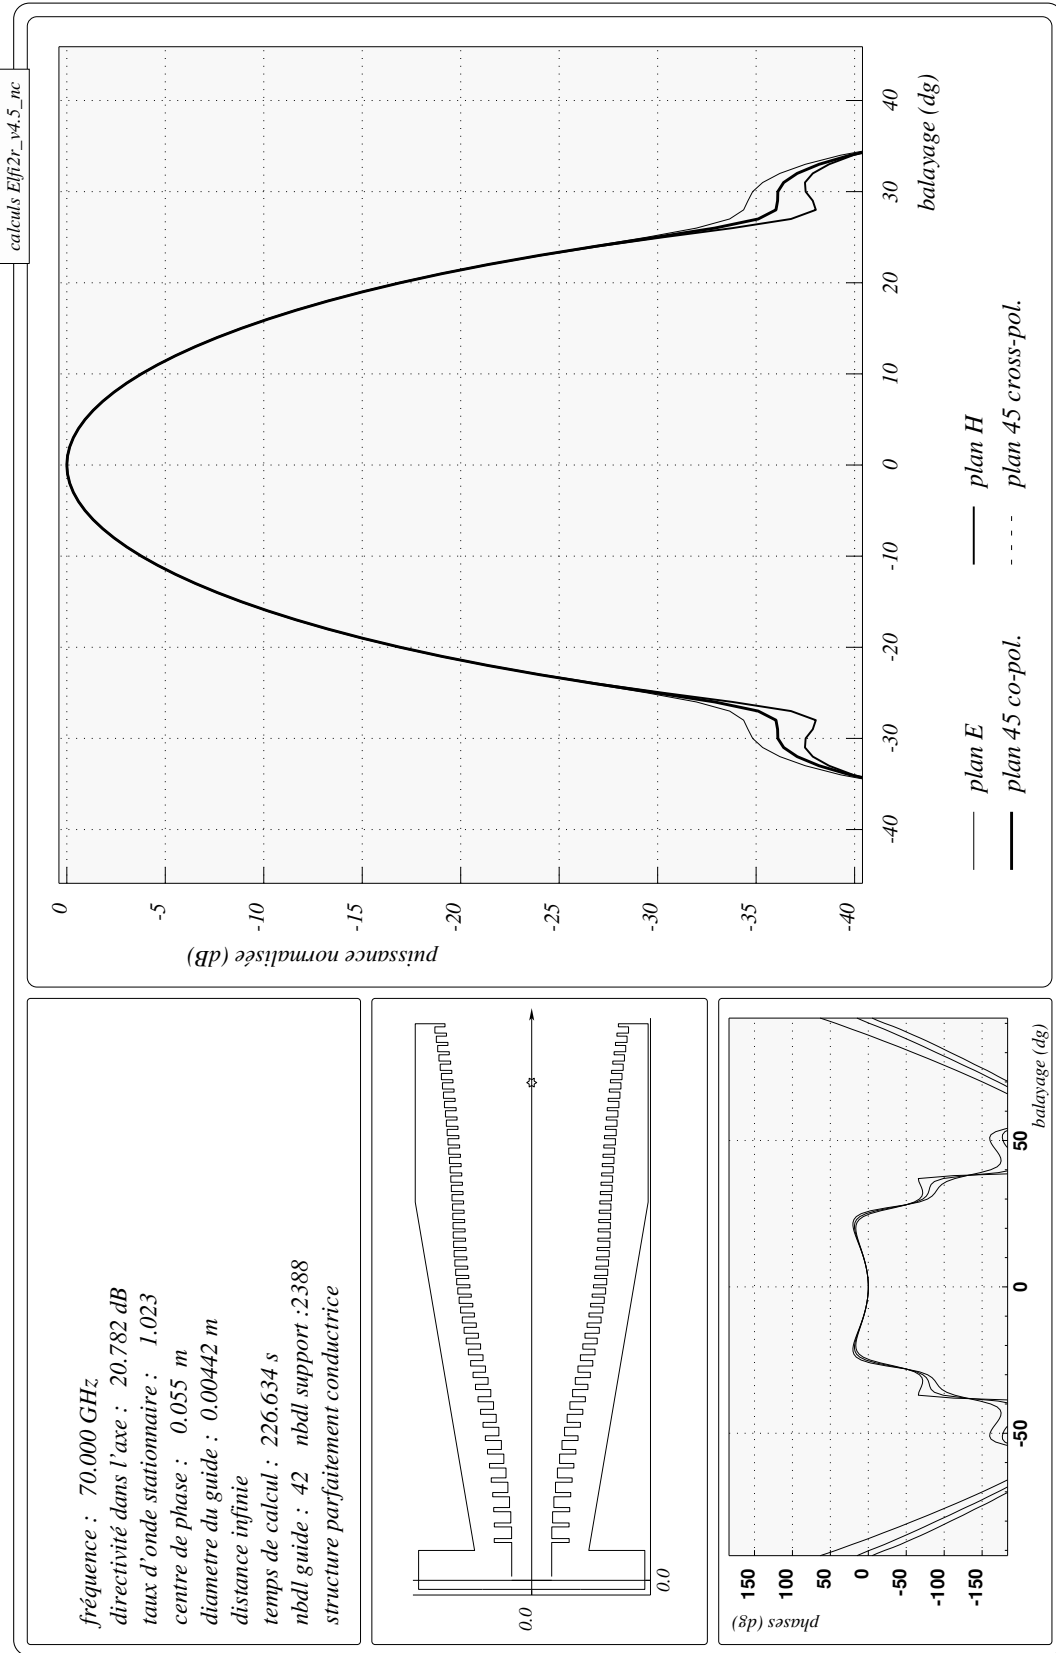 calculs Elfi2r_v4.5_nc
fréquence : 70.000 GHz
directivité dans l'axe : 20.782 dB
taux d'onde stationnaire : 1.023
centre de phase : 0.055 m
diametre du guide : 0.00442 m
distance infinie
temps de calcul : 226.634 s
nbdl guide : 42 nbdl support :2388
structure parfaitement conductrice
0.0
0.0
150
100
50
0
-50
-100
-150
phases (dg)
-50
0
50
balayage (dg)
0
-5
-10
-15
-20
-25
-30
-35
-40
puissance normalisée (dB)
-40
-30
-20
-10
0
10
20
30
40
balayage (dg)
plan E
plan H
plan 45 co-pol.
plan 45 cross-pol.